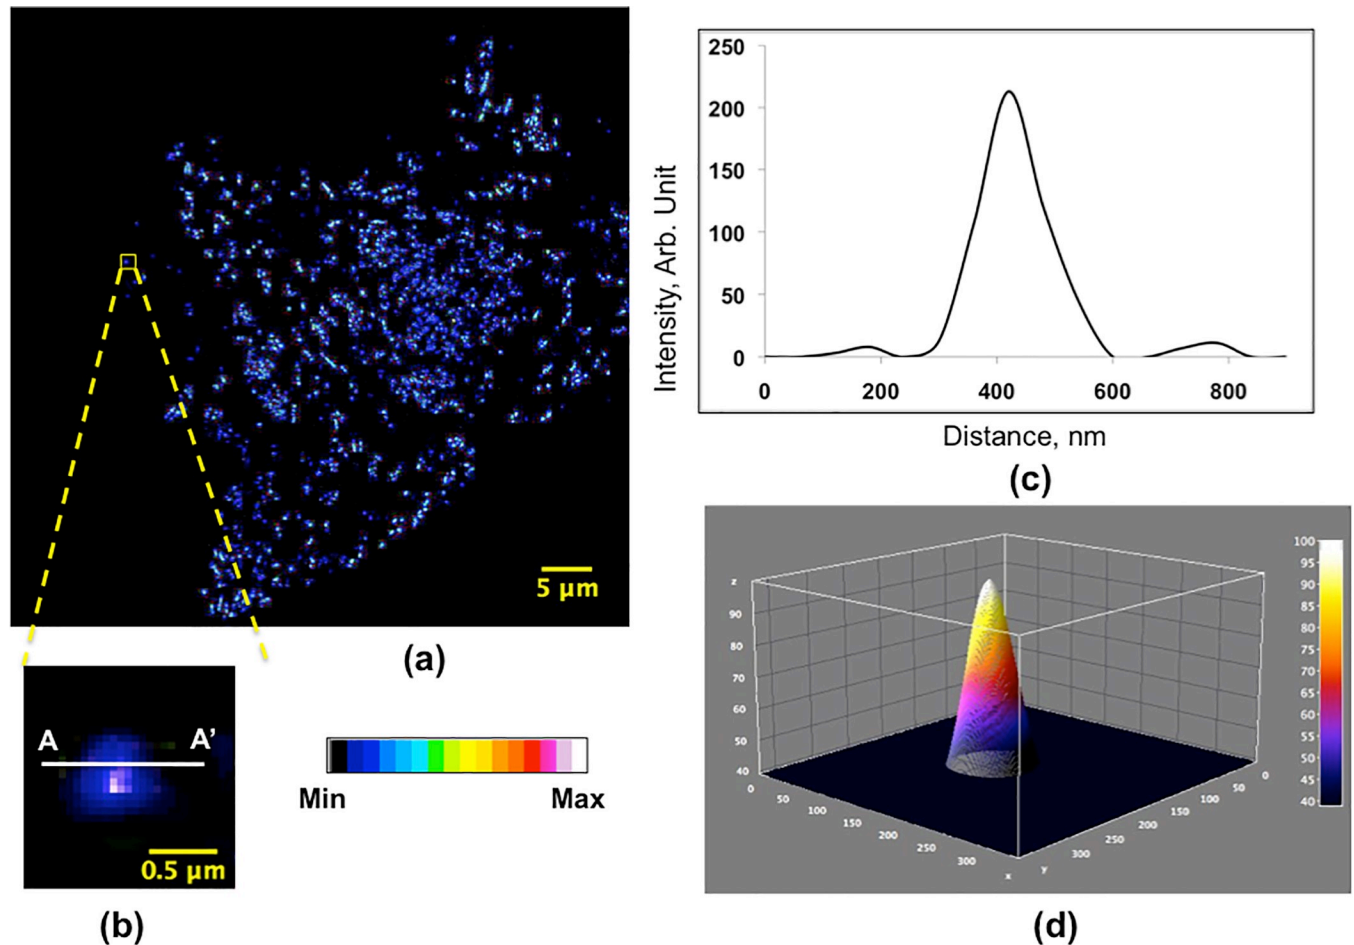 5 µm
(a)
A A’
0.5 µm
(b)
Min Max
250
200
150
100
50
0
0 200 400 600 800
Intensity, Arb. Unit
Distance, nm
(c)
z
90
80
70
60
50
40
0 50 100 150 200 250 300
x
y
300 250 200 150 100 50 0
100
95
90
85
80
75
70
65
60
55
50
45
40
(d)